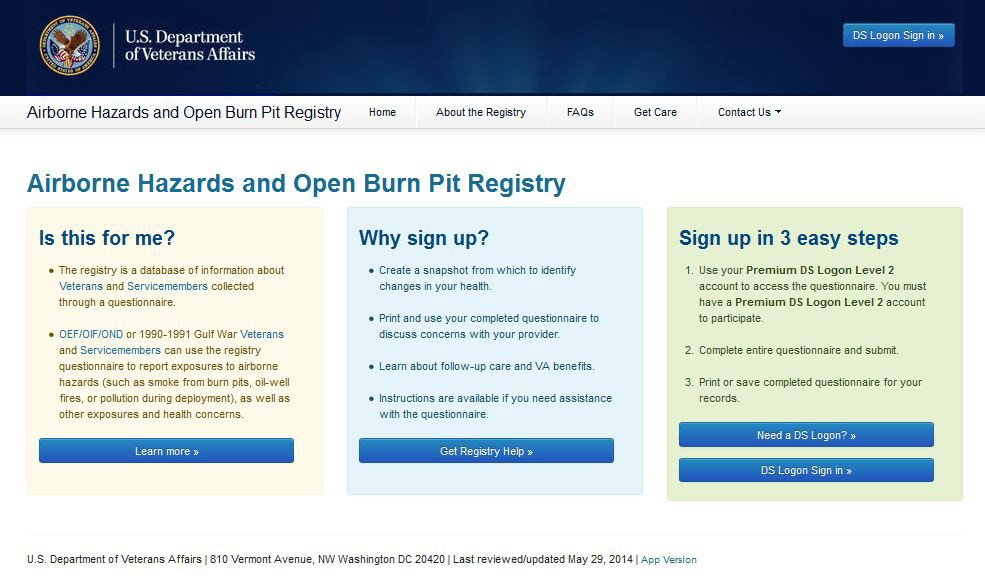 U.S. Department
of Veterans Affairs
DS Logon Sign in »
Airborne Hazards and Open Burn Pit Registry
Home
About the Registry
FAQs
Get Care
Contact Us
Airborne Hazards and Open Burn Pit Registry
Is this for me?
• The registry is a database of information about
Veterans and Servicemembers collected
through a questionnaire.
• OEF/OIF/OND or 1990-1991 Gulf War Veterans
and Servicemembers can use the registry
questionnaire to report exposures to airborne
hazards (such as smoke from burn pits, oil-well
fires, or pollution during deployment), as well as
other exposures and health concerns.
Learn more »
Why sign up?
• Create a snapshot from which to identify
changes in your health.
• Print and use your completed questionnaire to
discuss concerns with your provider.
• Learn about follow-up care and VA benefits.
• Instructions are available if you need assistance
with the questionnaire.
Get Registry Help »
Sign up in 3 easy steps
1. Use your Premium DS Logon Level 2
account to access the questionnaire. You must
have a Premium DS Logon Level 2 account
to participate.
2. Complete entire questionnaire and submit.
3. Print or save completed questionnaire for your
records.
Need a DS Logon? »
DS Logon Sign in »
U.S. Department of Veterans Affairs | 810 Vermont Avenue, NW Washington DC 20420 | Last reviewed/updated May 29, 2014 | App Version